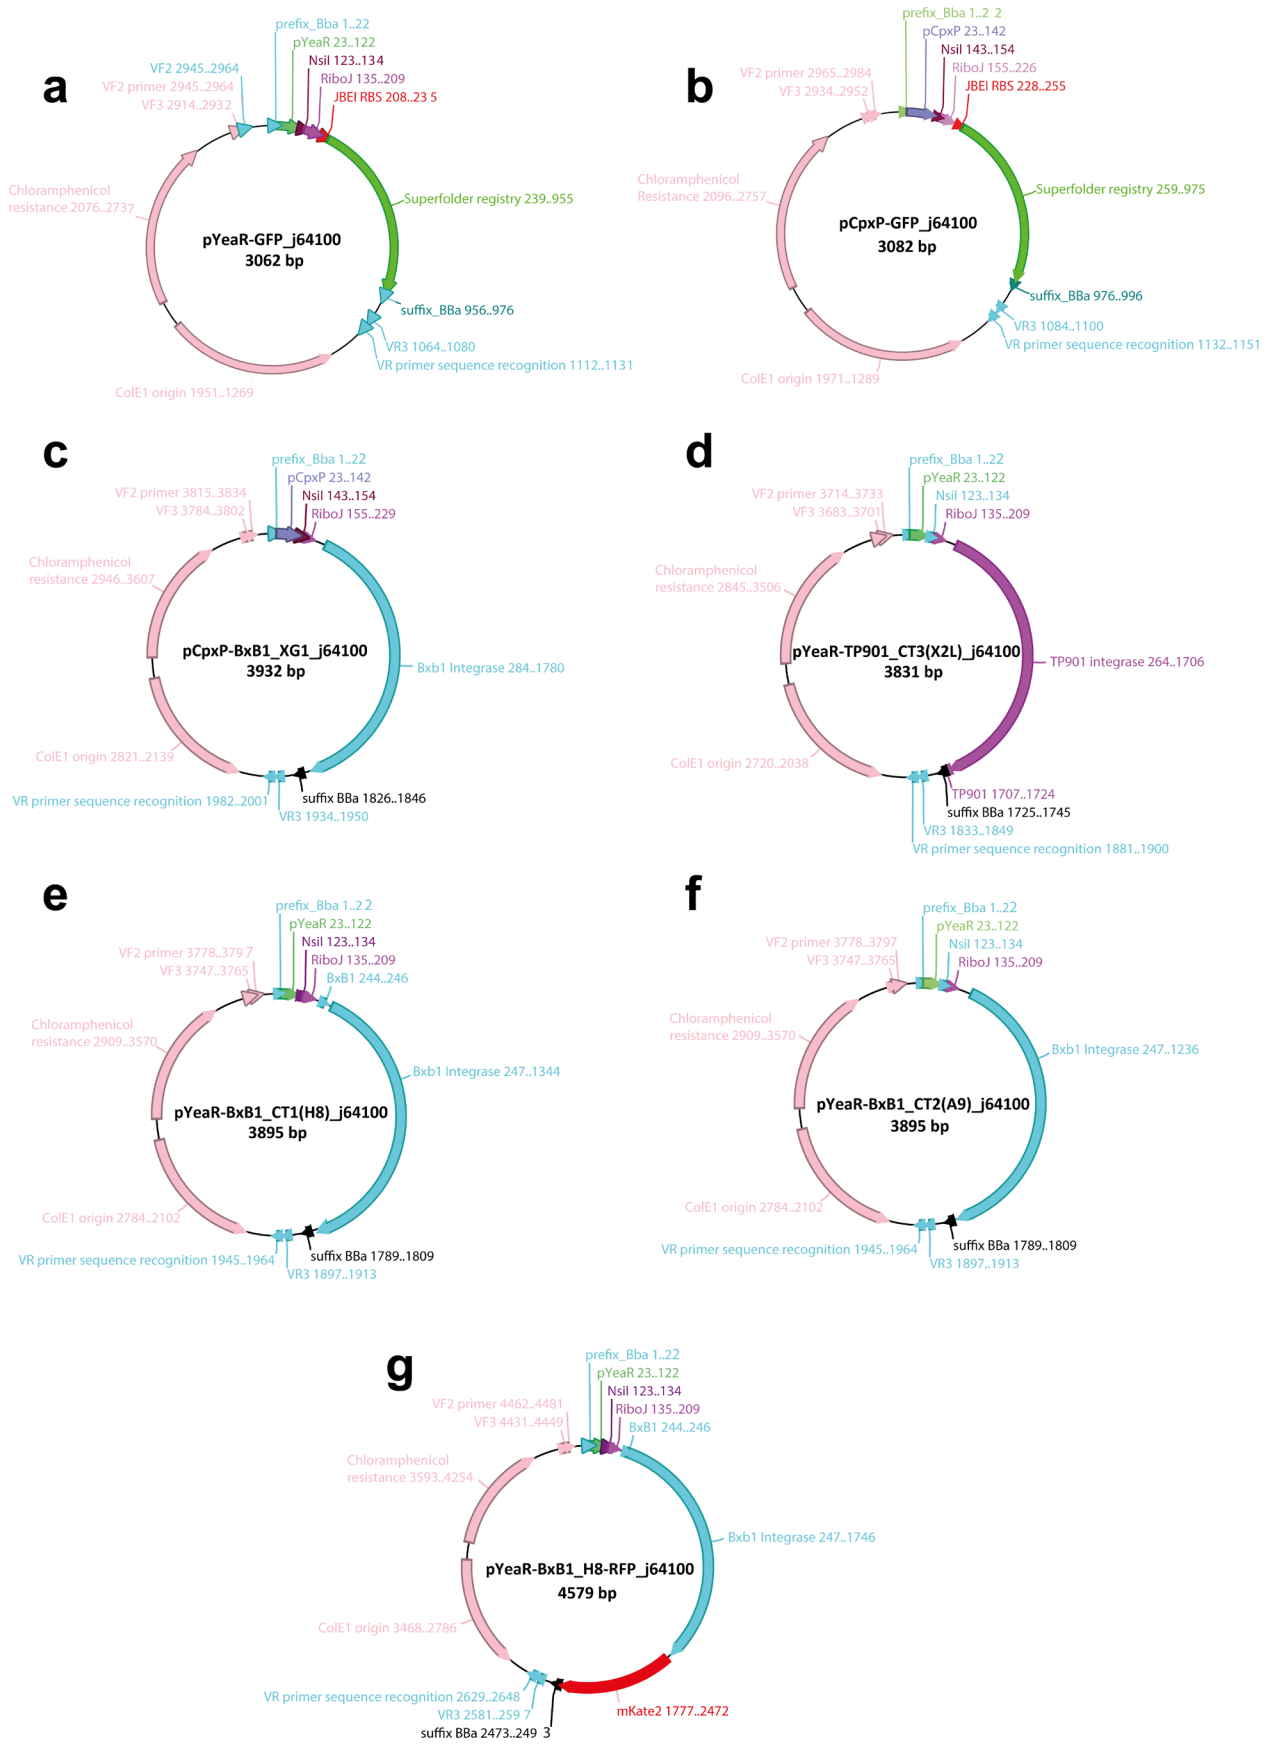 a
prefix_Bba 1..22
pYeaR 23..122
NsiI 123..134
RiboJ 135..209
JBEI RBS 208..23 5
VF2 2945..2964
VF2 primer 2945..2964
VF3 2914..2932
Chloramphenicol
resistance 2076..2737
Superfolder registry 239..955
pYeaR-GFP_j64100
3062 bp
suffix_BBa 956..976
VR3 1064..1080
VR primer sequence recognition 1112..1131
ColE1 origin 1951..1269
b
prefix_Bba 1..2 2
pCpxP 23..142
NsiI 143..154
RiboJ 155..226
JBEI RBS 228..255
VF2 primer 2965..2984
VF3 2934..2952
Chloramphenicol
Resistance 2096..2757
Superfolder registry 259..975
pCpxP-GFP_j64100
3082 bp
suffix_BBa 976..996
VR3 1084..1100
VR primer sequence recognition 1132..1151
ColE1 origin 1971..1289
c
prefix_Bba 1..22
pCpxP 23..142
NsiI 143..154
RiboJ 155..229
VF2 primer 3815..3834
VF3 3784..3802
Chloramphenicol
resistance 2946..3607
pCpxP-BxB1_XG1_j64100
3932 bp
Bxb1 Integrase 284..1780
ColE1 origin 2821..2139
suffix BBa 1826..1846
VR primer sequence recognition 1982..2001
VR3 1934..1950
d
prefix_Bba 1..22
pYeaR 23..122
NsiI 123..134
RiboJ 135..209
VF2 primer 3714..3733
VF3 3683..3701
Chloramphenicol
resistance 2845..3506
pYeaR-TP901_CT3(X2L)_j64100
3831 bp
TP901 integrase 264..1706
ColE1 origin 2720..2038
TP901 1707..1724
suffix BBa 1725..1745
VR3 1833..1849
VR primer sequence recognition 1881..1900
e
prefix_Bba 1..2 2
pYeaR 23..122
NsiI 123..134
RiboJ 135..209
BxB1 244..246
VF2 primer 3778..379 7
VF3 3747..3765
Chloramphenicol
resistance 2909..3570
Bxb1 Integrase 247..1344
pYeaR-BxB1_CT1(H8)_j64100
3895 bp
ColE1 origin 2784..2102
suffix BBa 1789..1809
VR primer sequence recognition 1945..1964
VR3 1897..1913
f
prefix_Bba 1..22
pYeaR 23..122
NsiI 123..134
RiboJ 135..209
VF2 primer 3778..3797
VF3 3747..3765
Chloramphenicol
resistance 2909..3570
Bxb1 Integrase 247..1236
pYeaR-BxB1_CT2(A9)_j64100
3895 bp
ColE1 origin 2784..2102
suffix BBa 1789..1809
VR primer sequence recognition 1945..1964
VR3 1897..1913
g
prefix_Bba 1..22
pYeaR 23..122
NsiI 123..134
RiboJ 135..209
BxB1 244..246
VF2 primer 4462..4481
VF3 4431..4449
Chloramphenicol
resistance 3593..4254
Bxb1 Integrase 247..1746
pYeaR-BxB1_H8-RFP_j64100
4579 bp
ColE1 origin 3468..2786
VR primer sequence recognition 2629..2648
VR3 2581..259 7
suffix BBa 2473..249 3
mKate2 1777..2472